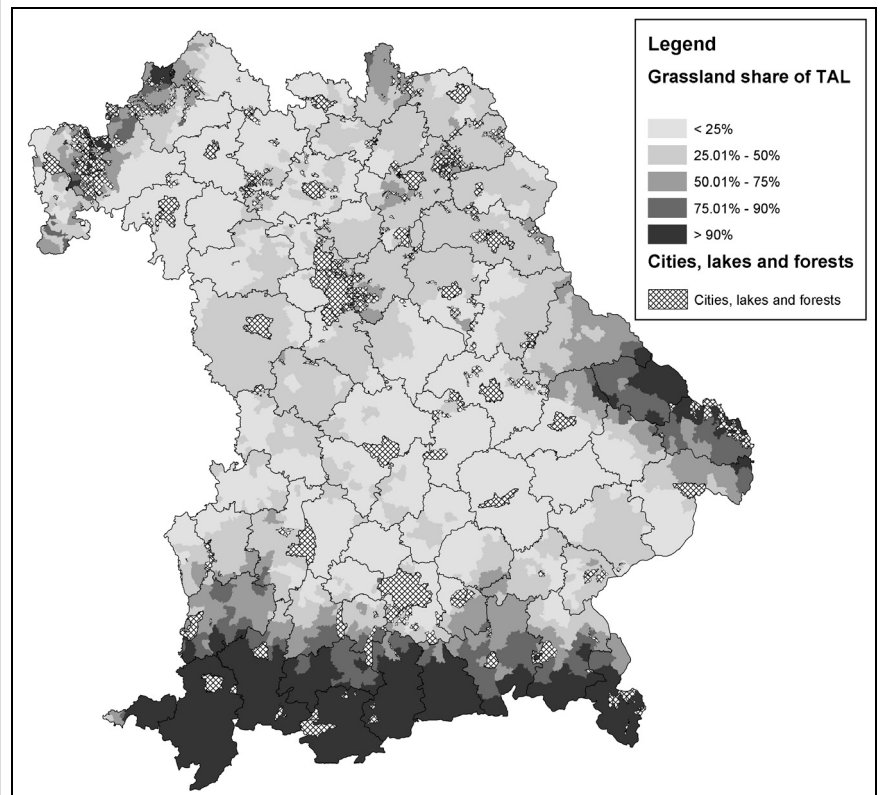 Legend
Grassland share of TAL
< 25%
25.01% - 50%
50.01% - 75%
75.01% - 90%
> 90%
Cities, lakes and forests
Cities, lakes and forests